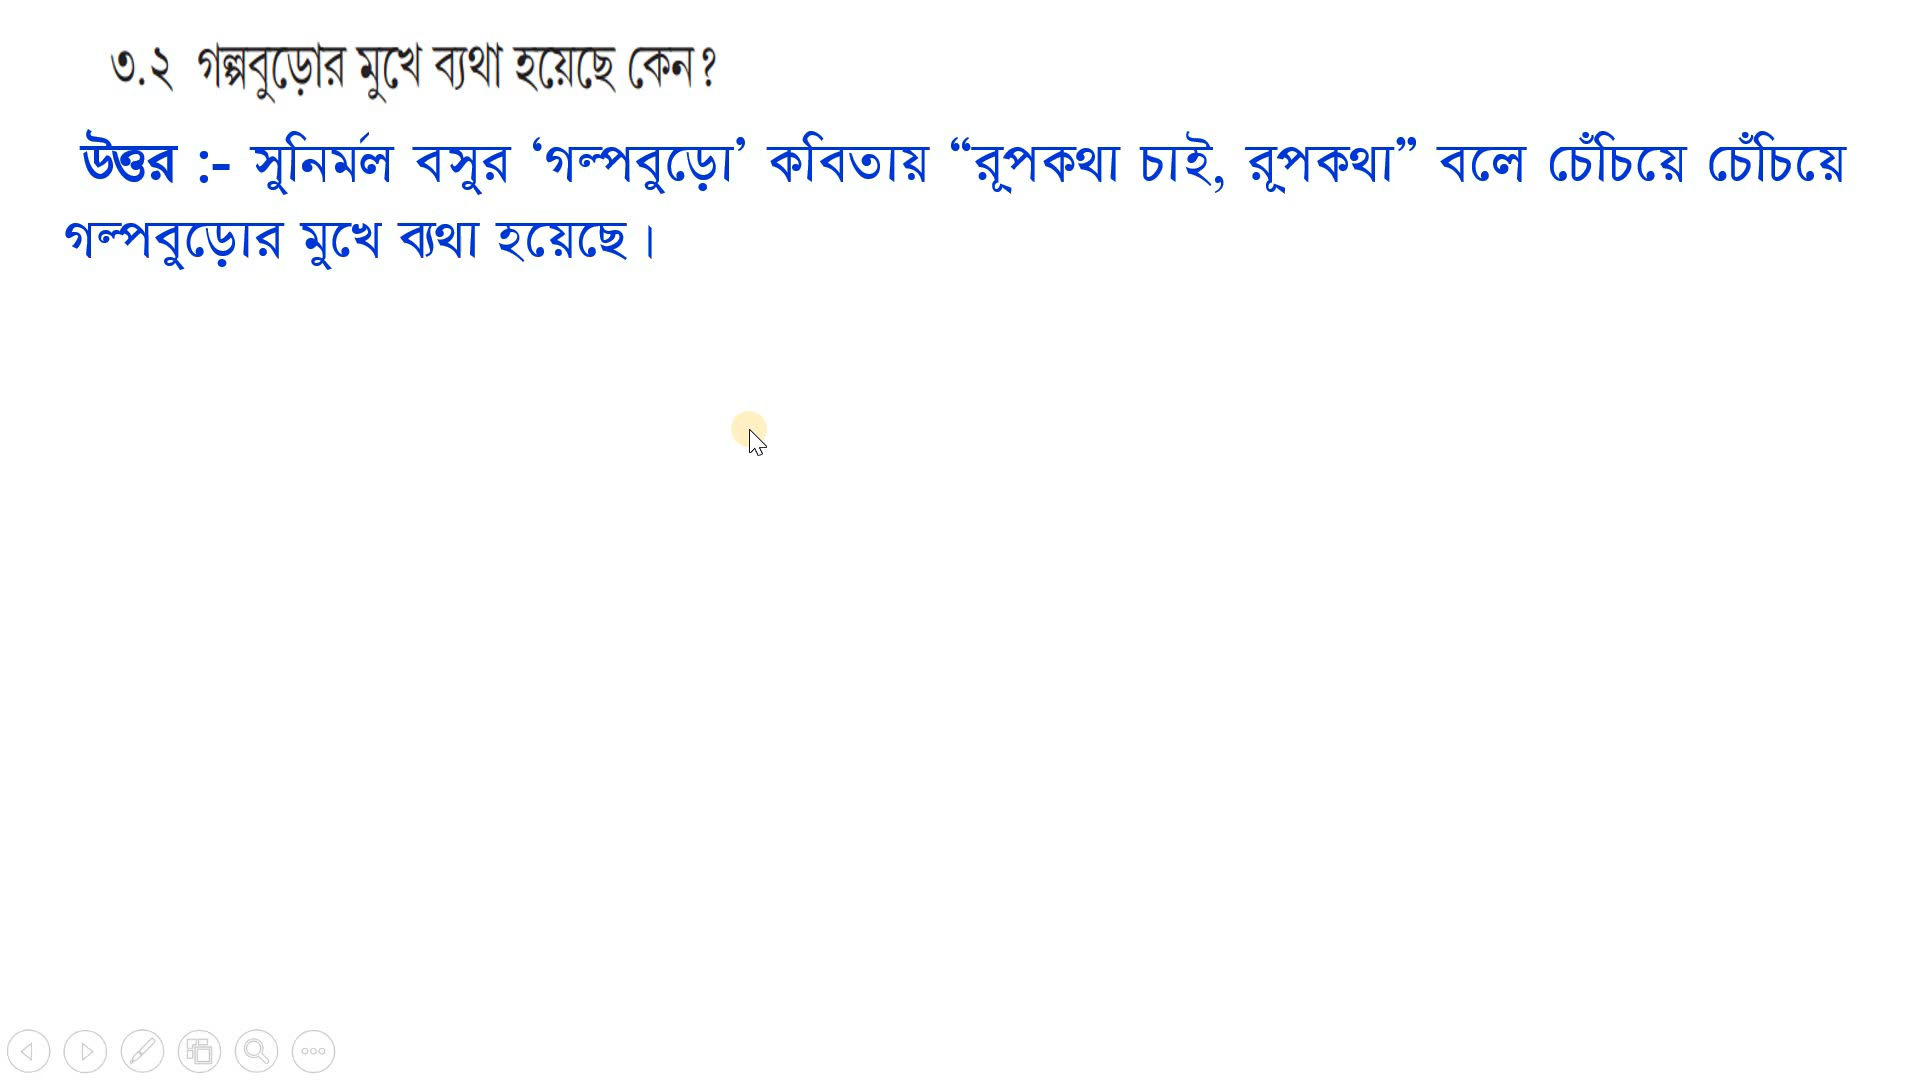 ৩.২ গল্পবুড়োর মুখে ব্যথা হয়েছে কেন?
উত্তর :- সুনির্মল বসুর ‘গল্পবুড়ো’ কবিতায় “রূপকথা চাই, রূপকথা” বলে চেঁচিয়ে চেঁচিয়ে
গল্পবুড়োর মুখে ব্যথা হয়েছে।